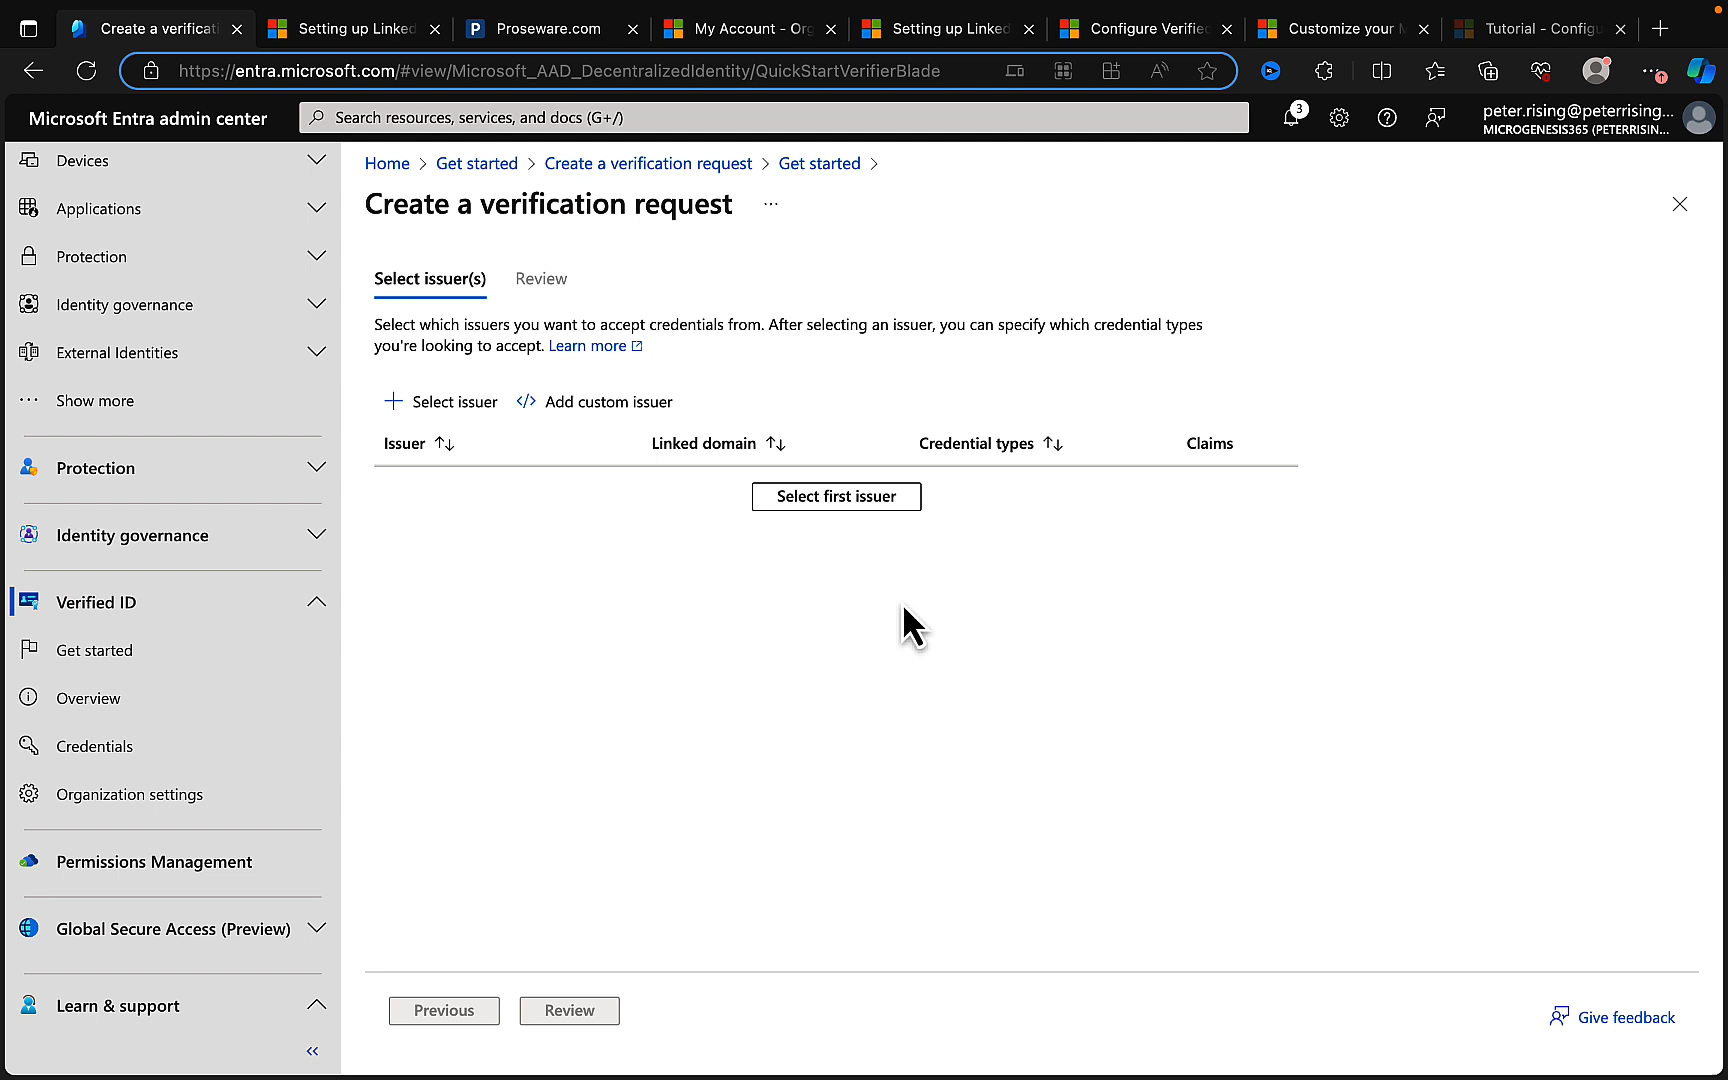 Create a verificati
Setting up Linked
Proseware.com
My Account - Org
Setting up Linked
Configure Verified
Customize your M
Tutorial - Configu
https://entra.microsoft.com/#view/Microsoft_AAD_DecentralizedIdentity/QuickStartVerifierBlade
Microsoft Entra admin center
Search resources, services, and docs (G+/)
3
peter.rising@peterrising...
MICROGENESIS365 (PETERRISIN...
Devices
Applications
Protection
Identity governance
External Identities
Show more
Protection
Identity governance
Verified ID
Get started
Overview
Credentials
Organization settings
Permissions Management
Global Secure Access (Preview)
Learn & support
Home > Get started > Create a verification request > Get started >
Create a verification request ...
Select issuer(s)
Review
Select which issuers you want to accept credentials from. After selecting an issuer, you can specify which credential types
you're looking to accept. Learn more
Select issuer
Add custom issuer
Issuer
Linked domain
Credential types
Claims
Select first issuer
Previous
Review
Give feedback